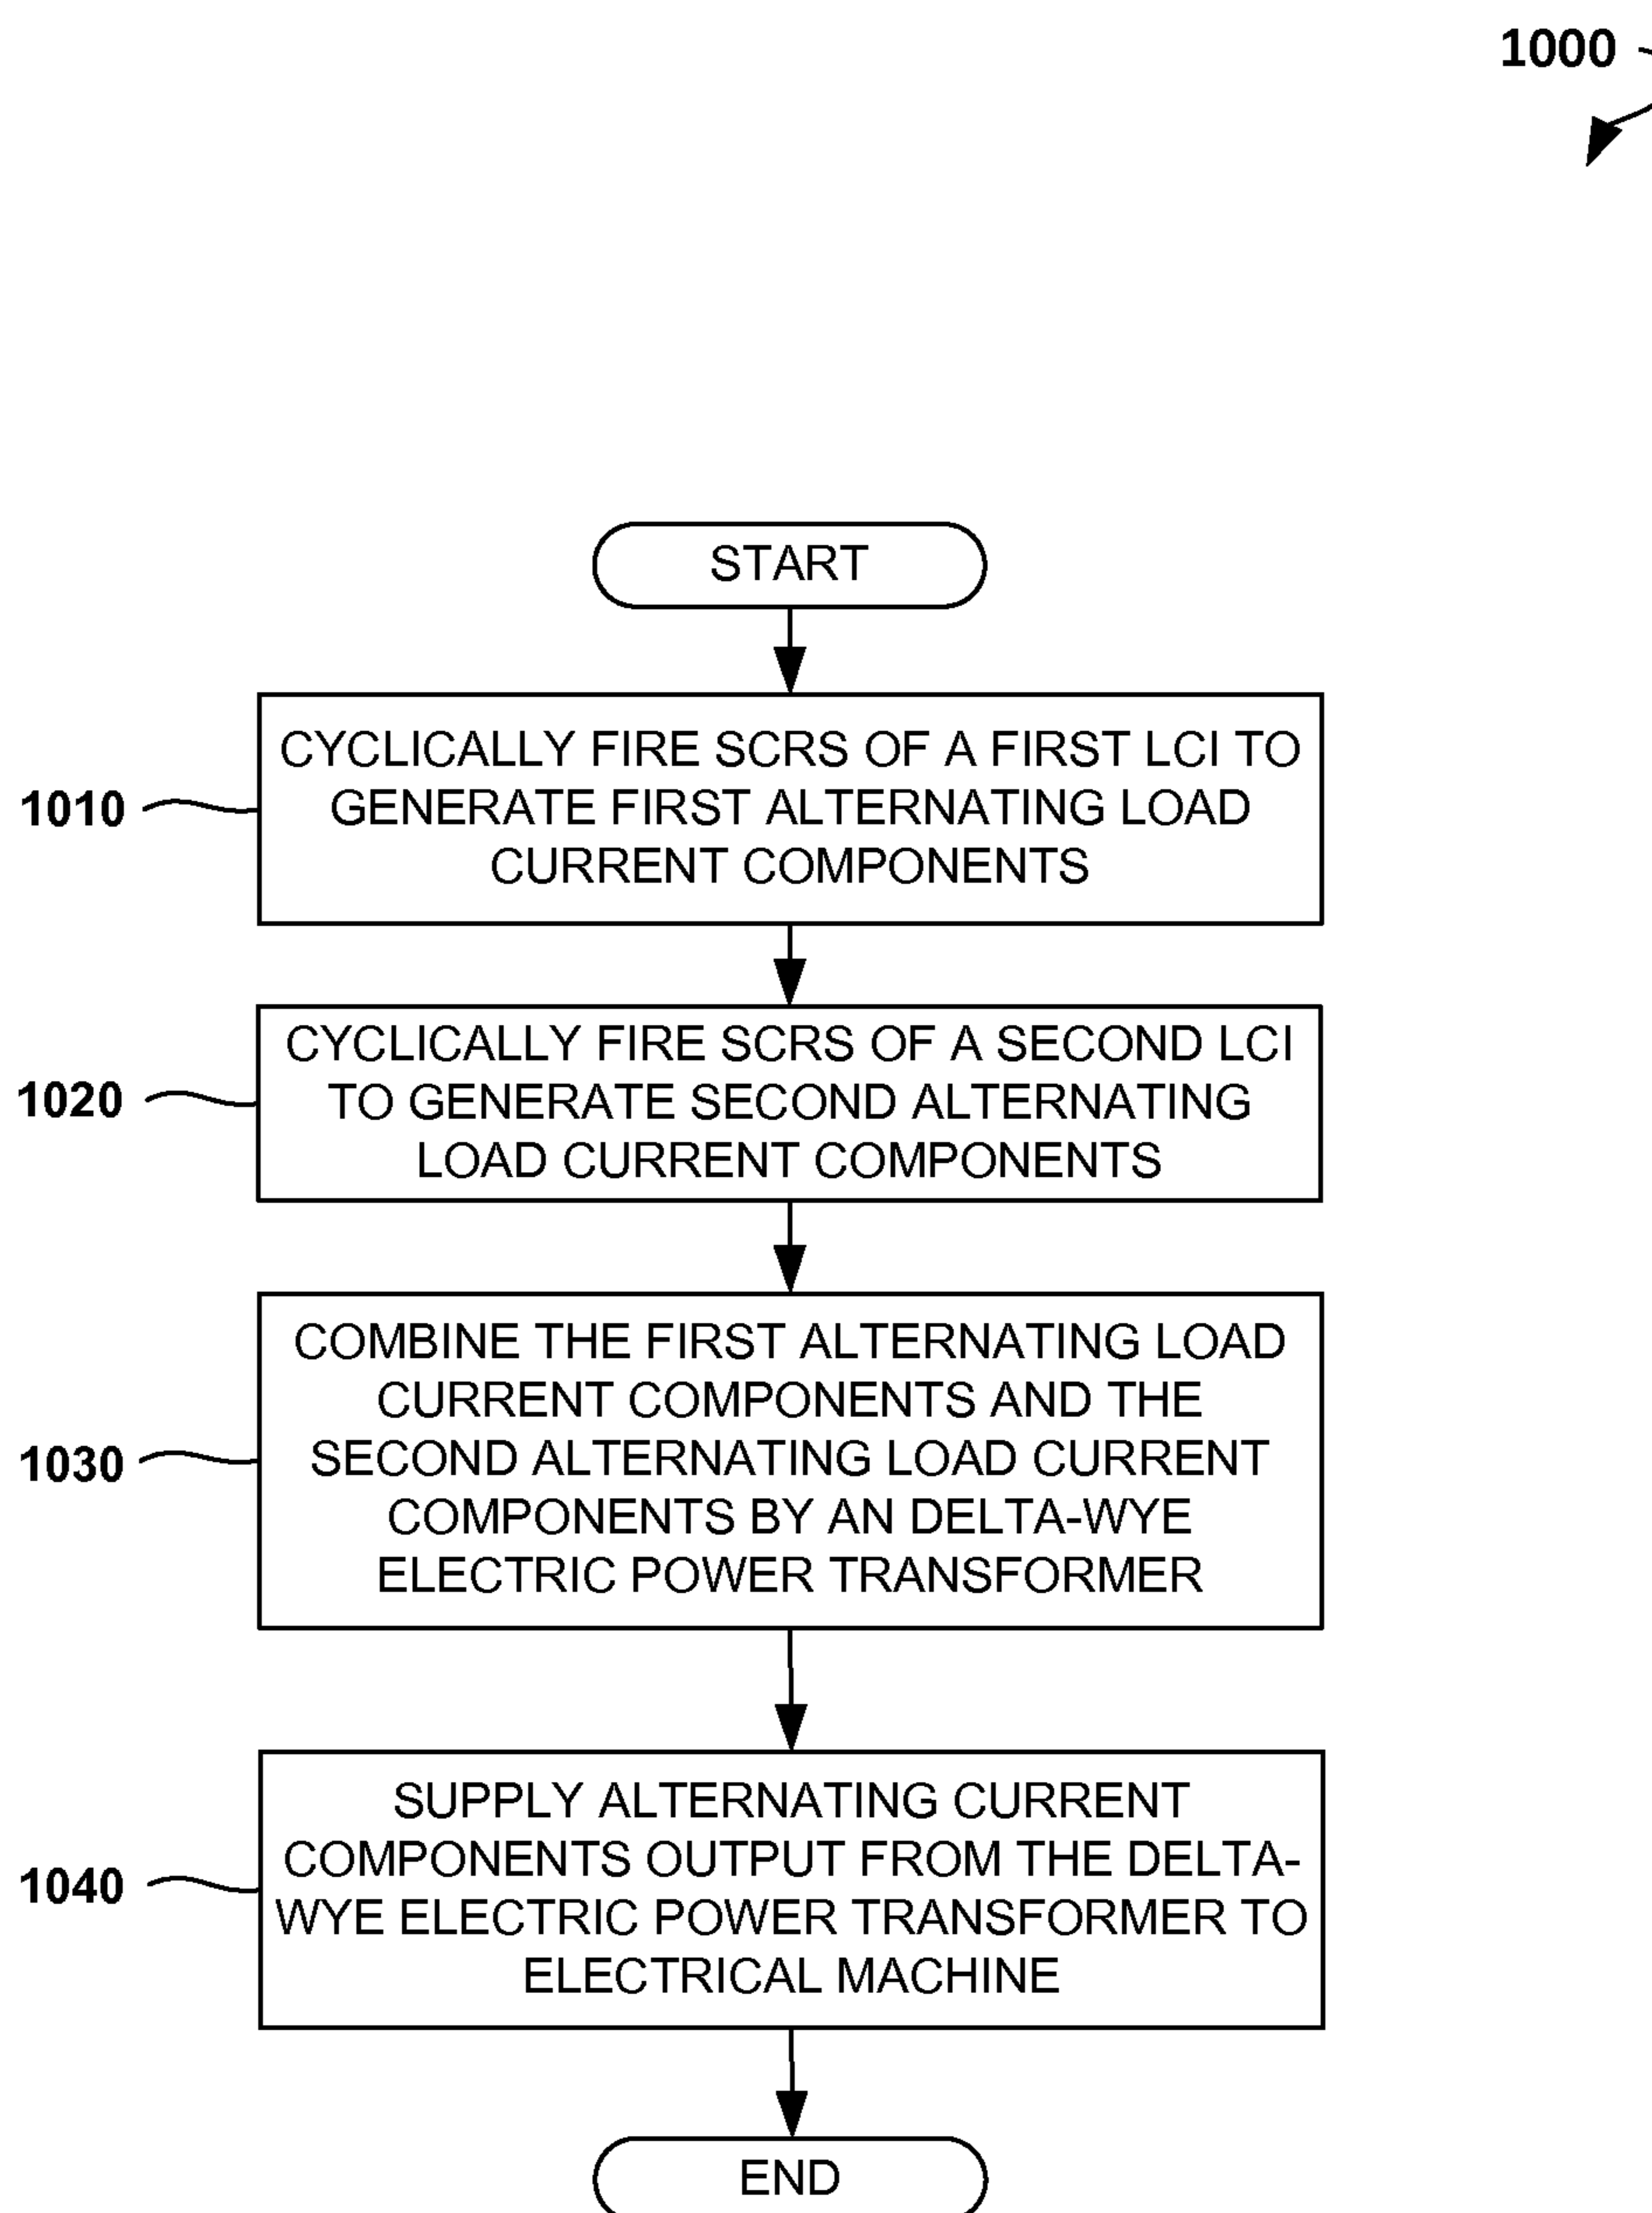 1000
START
CYCLICALLY FIRE SCRS OF A FIRST LCI TO
GENERATE FIRST ALTERNATING LOAD
CURRENT COMPONENTS
1010
CYCLICALLY FIRE SCRS OF A SECOND LCI
TO GENERATE SECOND ALTERNATING
LOAD CURRENT COMPONENTS
1020
COMBINE THE FIRST ALTERNATING LOAD
CURRENT COMPONENTS AND THE
SECOND ALTERNATING LOAD CURRENT
COMPONENTS BY AN DELTA-WYE
ELECTRIC POWER TRANSFORMER
1030
SUPPLY ALTERNATING CURRENT
COMPONENTS OUTPUT FROM THE DELTA-
WYE ELECTRIC POWER TRANSFORMER TO
ELECTRICAL MACHINE
1040
END